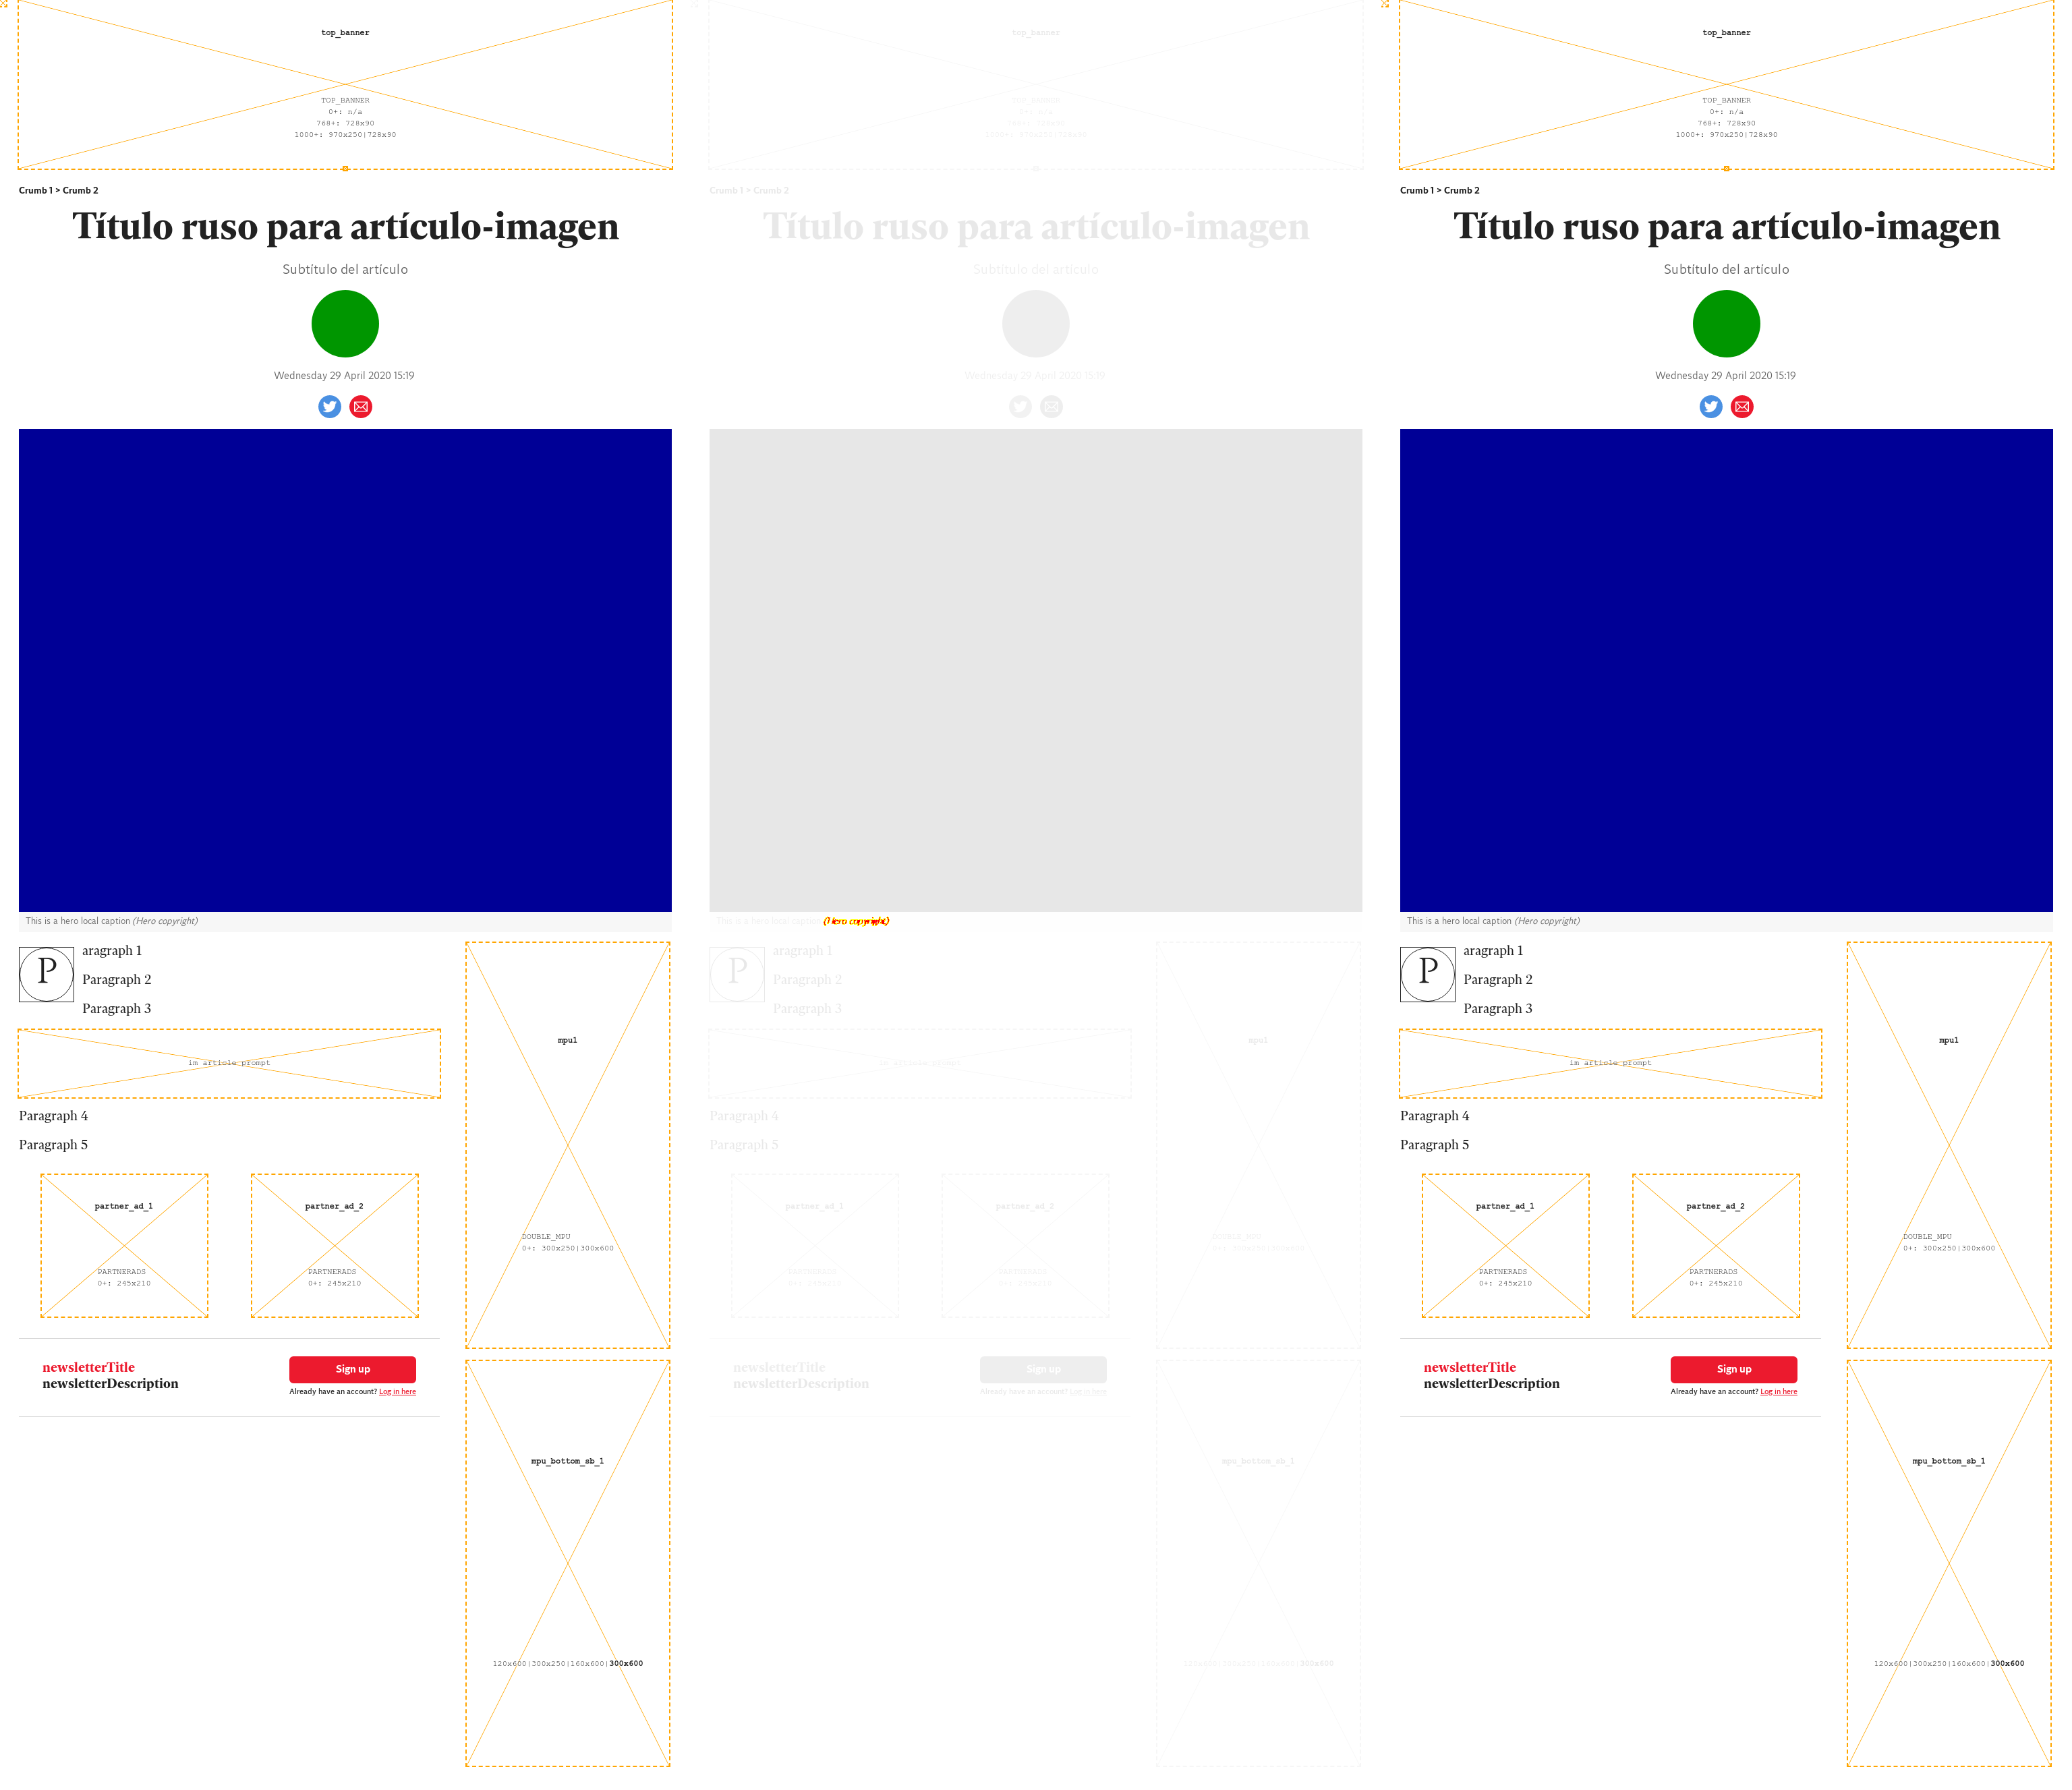 top_banner
TOP_BANNER
0+: n/a
768+: 728x90
1000+: 970x250|728x90
Crumb 1 > Crumb 2
Título ruso para artículo-imagen
Subtítulo del artículo
Wednesday 29 April 2020 15:19
This is a hero local caption (Hero copyright)
P aragraph 1
Paragraph 2
Paragraph 3
im article prompt
Paragraph 4
Paragraph 5
partner_ad_1
PARTNERADS
0+: 245x210
partner_ad_2
PARTNERADS
0+: 245x210
newsletterTitle
newsletterDescription
Sign up
Already have an account? Log in here
mpu1
DOUBLE_MPU
0+: 300x250|300x600
mpu_bottom_sb_1
120x600|300x250|160x600|300x600
top_banner
TOP_BANNER
0+: n/a
768+: 728x90
1000+: 970x250|728x90
Crumb 1 > Crumb 2
Título ruso para artículo-imagen
Subtítulo del artículo
Wednesday 29 April 2020 15:19
This is a hero local caption (Hero copyright)
P aragraph 1
Paragraph 2
Paragraph 3
im article prompt
Paragraph 4
Paragraph 5
partner_ad_1
PARTNERADS
0+: 245x210
partner_ad_2
PARTNERADS
0+: 245x210
newsletterTitle
newsletterDescription
Sign up
Already have an account? Log in here
mpu1
DOUBLE_MPU
0+: 300x250|300x600
mpu_bottom_sb_1
120x600|300x250|160x600|300x600
top_banner
TOP_BANNER
0+: n/a
768+: 728x90
1000+: 970x250|728x90
Crumb 1 > Crumb 2
Título ruso para artículo-imagen
Subtítulo del artículo
Wednesday 29 April 2020 15:19
This is a hero local caption (Hero copyright)
P aragraph 1
Paragraph 2
Paragraph 3
im article prompt
Paragraph 4
Paragraph 5
partner_ad_1
PARTNERADS
0+: 245x210
partner_ad_2
PARTNERADS
0+: 245x210
newsletterTitle
newsletterDescription
Sign up
Already have an account? Log in here
mpu1
DOUBLE_MPU
0+: 300x250|300x600
mpu_bottom_sb_1
120x600|300x250|160x600|300x600